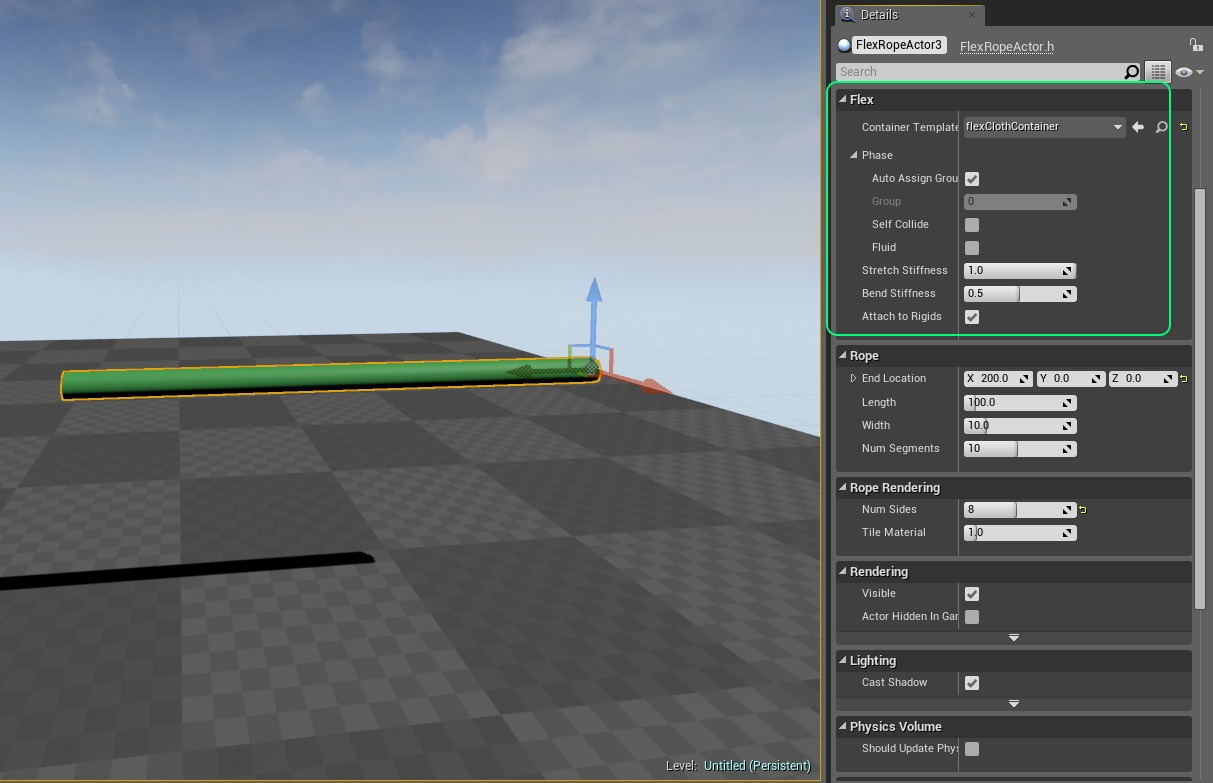 Details
FlexRopeActor3 FlexRopeActor.h
Search
Flex
Container Template flexClothContainer
Phase
Auto Assign Grou
Group 0
Self Collide
Fluid
Stretch Stiffness 1.0
Bend Stiffness 0.5
Attach to Rigids
Rope
End Location X 200.0 Y 0.0 Z 0.0
Length 100.0
Width 10.0
Num Segments 10
Rope Rendering
Num Sides 8
Tile Material 1.0
Rendering
Visible
Actor Hidden In Gar
Lighting
Cast Shadow
Physics Volume
Should Update Phys
Level: Untitled (Persistent)